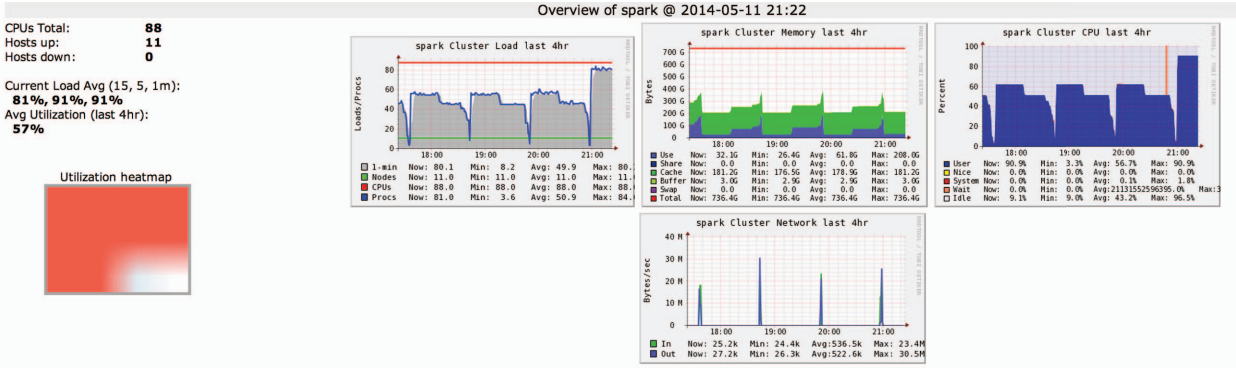 Overview of spark @ 2014-05-11 21:22
CPUs Total: 88
Hosts up: 11
Hosts down: 0
Current Load Avg (15, 5, 1m):
81%, 91%, 91%
Avg Utilization (last 4hr):
57%
Utilization heatmap
spark Cluster Load last 4hr
Loads/Procs
80
60
40
20
0
18:00 19:00 20:00 21:00
1-min Now: 80.1 Min: 8.2 Avg: 49.9 Max: 80.
Nodes Now: 11.0 Min: 11.0 Avg: 11.0 Max: 11.
CPUs Now: 88.0 Min: 88.0 Avg: 88.0 Max: 88.
Procs Now: 81.0 Min: 3.6 Avg: 50.9 Max: 84.
spark Cluster Memory last 4hr
Bytes
700 G
600 G
500 G
400 G
300 G
200 G
100 G
0
18:00 19:00 20:00 21:00
Use Now: 32.1G Min: 26.4G Avg: 61.8G Max: 208.0G
Share Now: 0.0 Min: 0.0 Avg: 0.0 Max: 0.0
Cache Now: 181.2G Min: 176.5G Avg: 178.9G Max: 181.2G
Buffer Now: 3.0G Min: 2.9G Avg: 2.9G Max: 3.0G
Swap Now: 0.0 Min: 0.0 Avg: 0.0 Max: 0.0
Total Now: 736.4G Min: 736.4G Avg: 736.4G Max: 736.4G
spark Cluster CPU last 4hr
Percent
100
80
60
40
20
0
18:00 19:00 20:00 21:00
User Now: 90.9% Min: 3.3% Avg: 56.7% Max: 90.9%
Nice Now: 0.0% Min: 0.0% Avg: 0.0% Max: 0.0%
System Now: 0.0% Min: 0.0% Avg: 0.1% Max: 1.8%
Wait Now: 0.0% Min: 0.0% Avg:21131552596395.0% Max:3
Idle Now: 9.1% Min: 9.0% Avg: 43.2% Max: 96.5%
spark Cluster Network last 4hr
Bytes/sec
40 M
30 M
20 M
10 M
0
18:00 19:00 20:00 21:00
In Now: 25.2k Min: 24.4k Avg:536.5k Max: 23.4M
Out Now: 27.2k Min: 26.3k Avg:522.6k Max: 30.5M
RRDTOOL / TOBI OETIKER
RRDTOOL / TOBI OETIKER
RRDTOOL / TOBI OETIKER
RRDTOOL / TOBI OETIKER